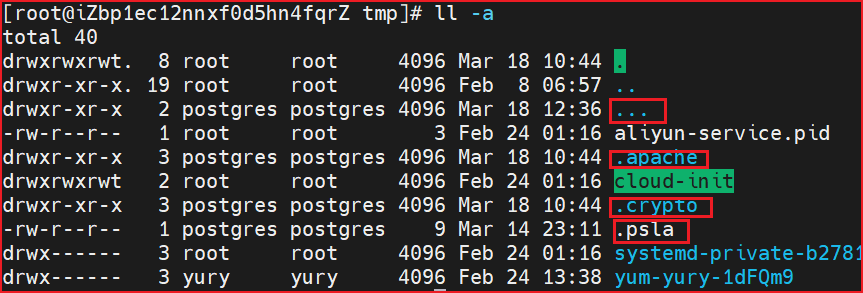 [root@iZbp1ec12nnxf0d5hn4fqrZ tmp]# ll -a
total 40
drwxrwxrwt.  8 root     root     4096 Mar 18 10:44 .
drwxr-xr-x. 19 root     root     4096 Feb  8 06:57 ..
drwxr-xr-x   2 postgres postgres 4096 Mar 18 12:36 ...
-rw-r--r--   1 root     root        3 Feb 24 01:16 aliyun-service.pid
drwxr-xr-x   3 postgres postgres 4096 Mar 18 10:44 .apache
drwxrwxrwt   2 root     root     4096 Feb 24 01:16 cloud-init
drwxr-xr-x   3 postgres postgres 4096 Mar 18 10:44 .crypto
-rw-r--r--   1 postgres postgres    9 Mar 14 23:11 .psla
drwx------   3 root     root     4096 Feb 24 01:16 systemd-private-b2781
drwx------   3 yury     yury     4096 Feb 24 13:38 yum-yury-1dFQm9